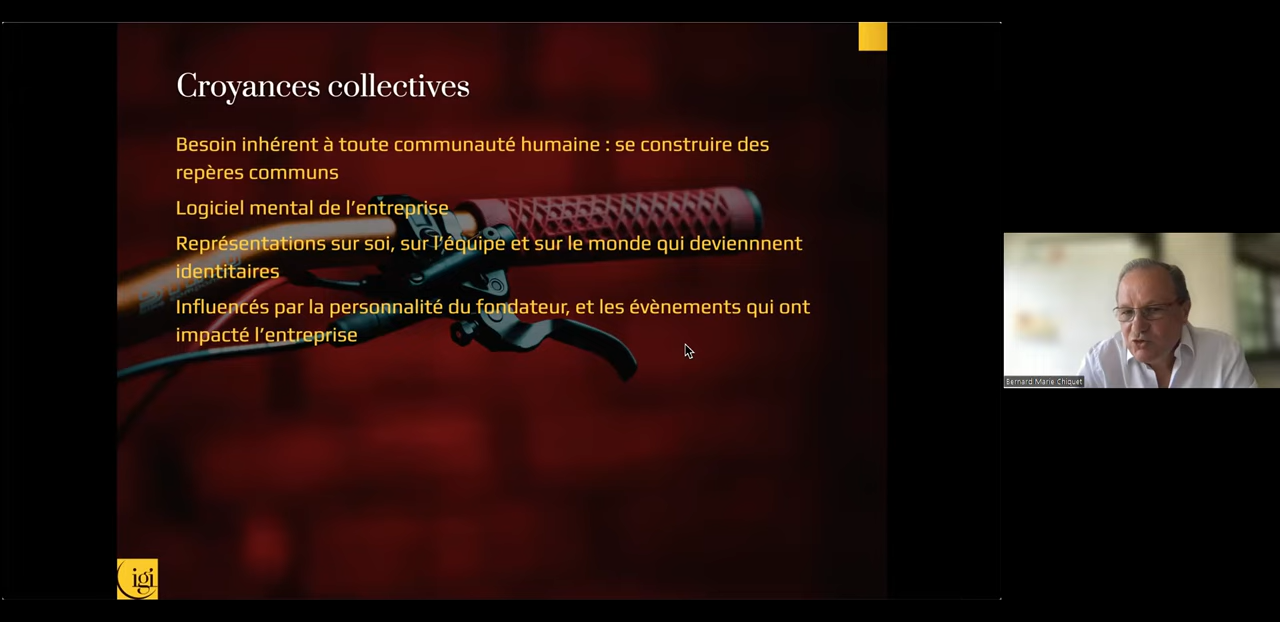 Croyances collectives
Besoin inhérent à toute communauté humaine : se construire des
repères communs
Logiciel mental de l'entreprise
Représentations sur soi, sur l'équipe et sur le monde qui deviennnent
identitaires
Influencés par la personnalité du fondateur, et les évènements qui ont
impacté l'entreprise
Bernard Marie Chiquet
igi